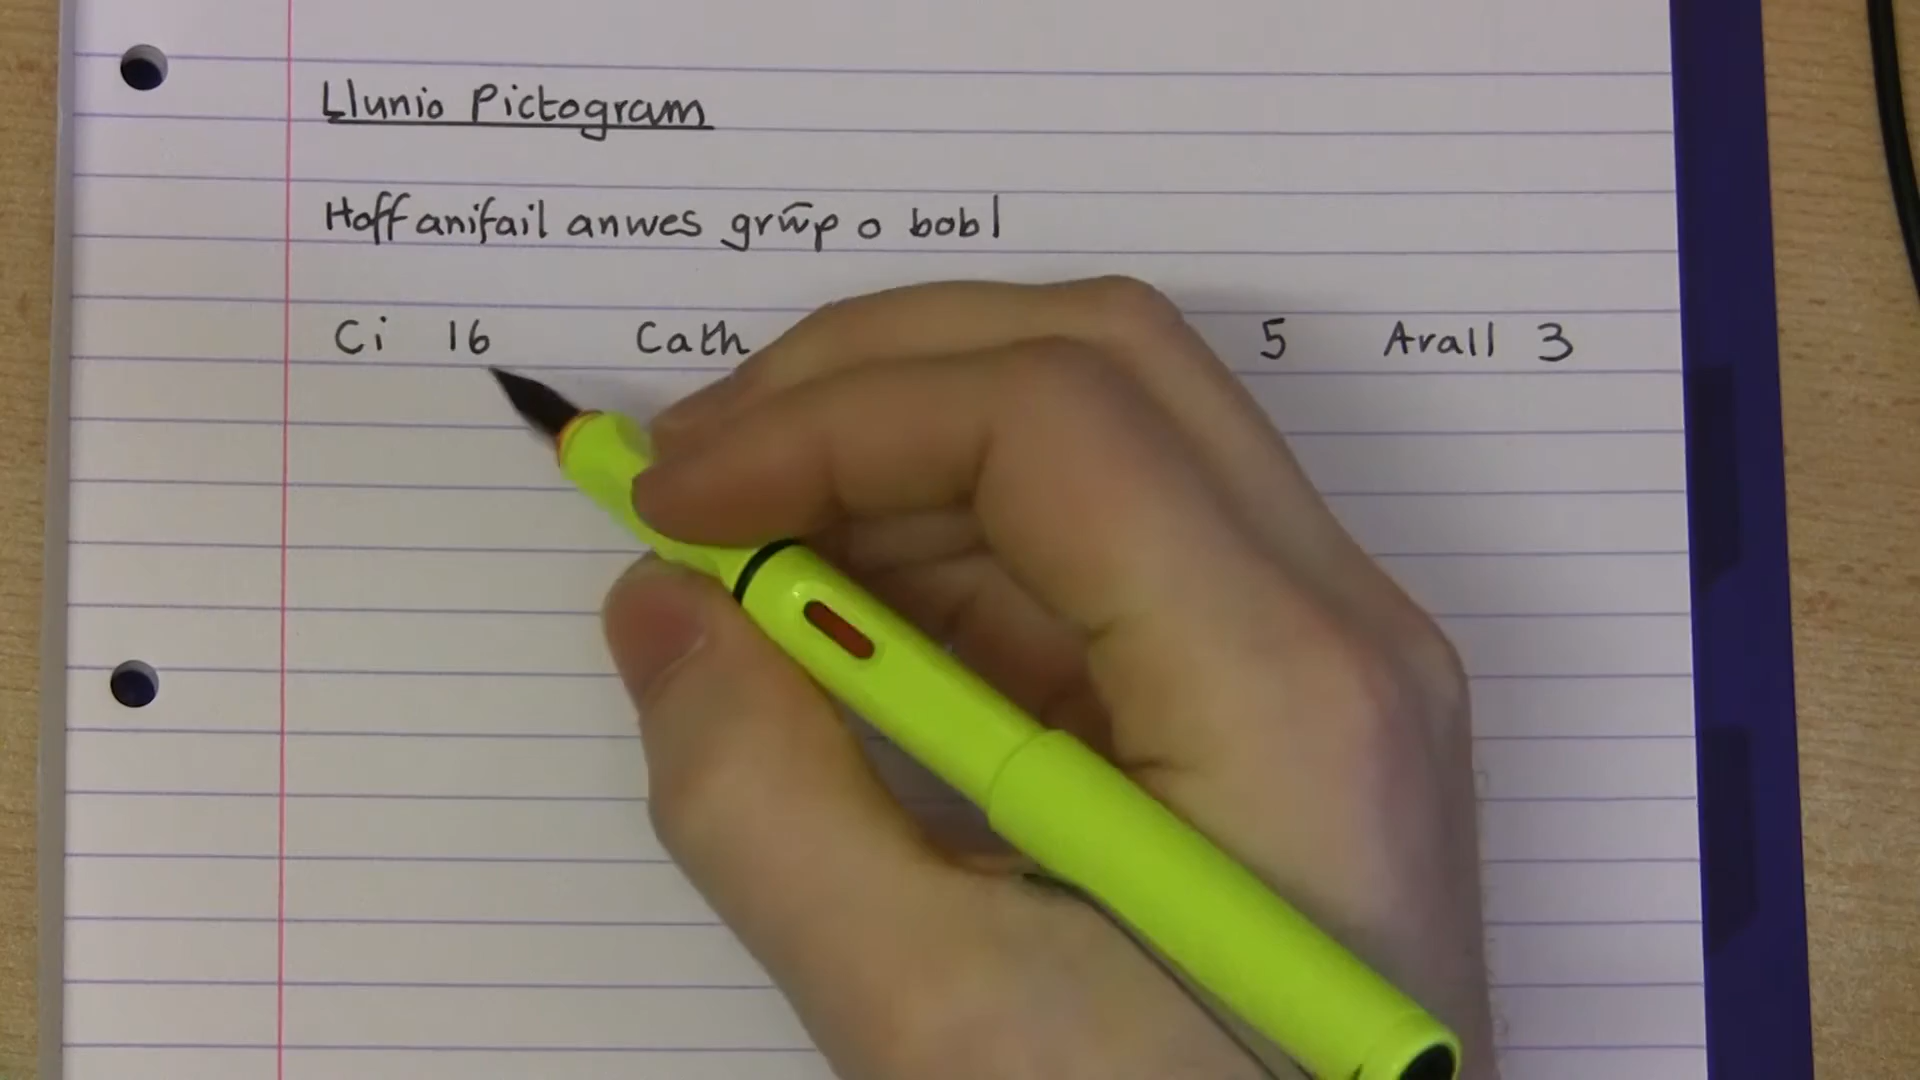 Llunio Pictogram
Hoff anifail anwes grŵp o bobl
Ci 16 Cath 5 Arall 3